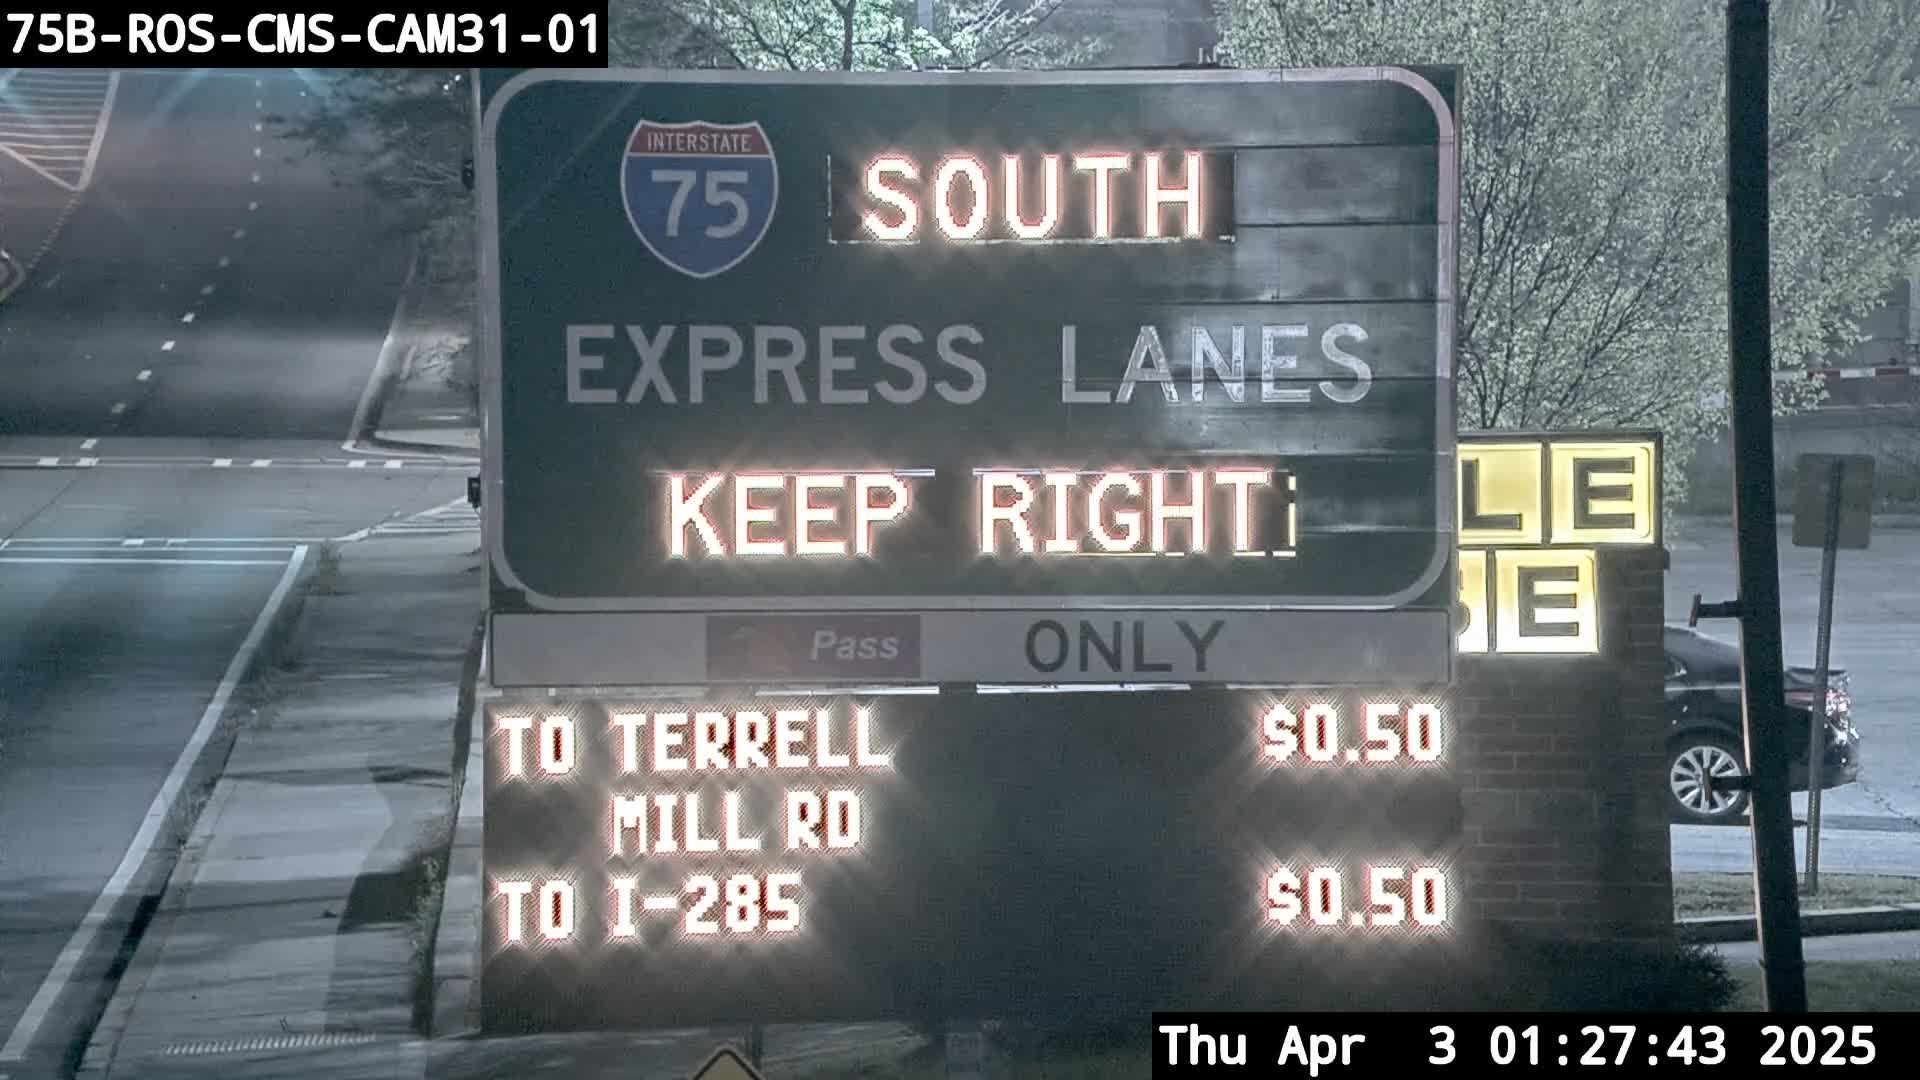 75B-ROS-CMS-CAM31-01
INTERSTATE
75
SOUTH
EXPRESS LANES
KEEP RIGHT
Pass ONLY
TO TERRELL $0.50
MILL RD
TO I-285 $0.50
LE
E
Thu Apr 3 01:27:43 2025